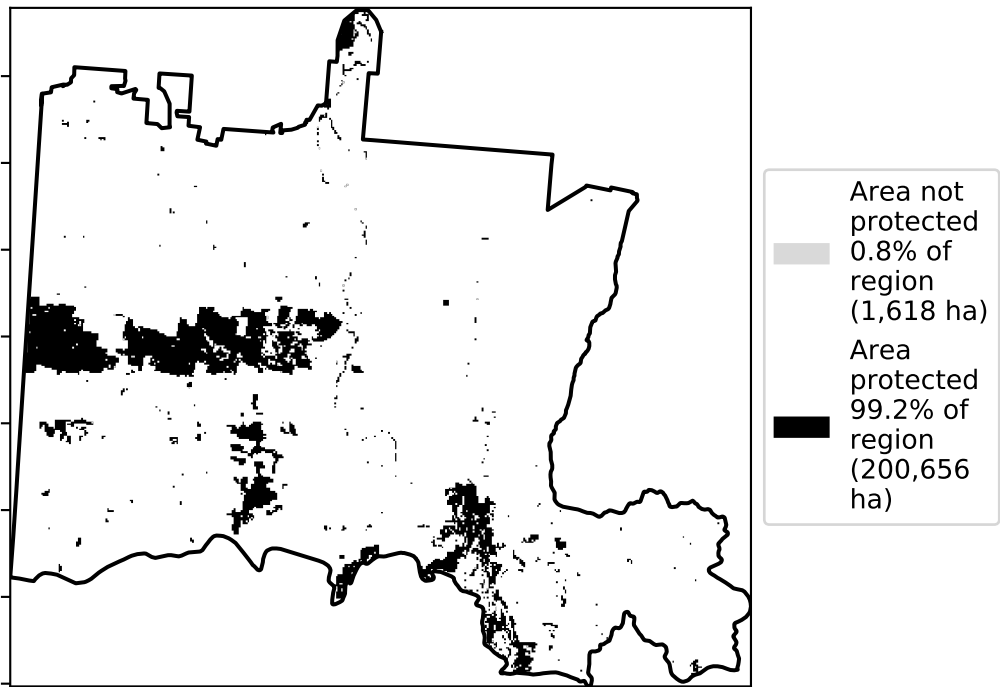 Area not
protected
0.8% of
region
(1,618 ha)
Area
protected
99.2% of
region
(200,656
ha)